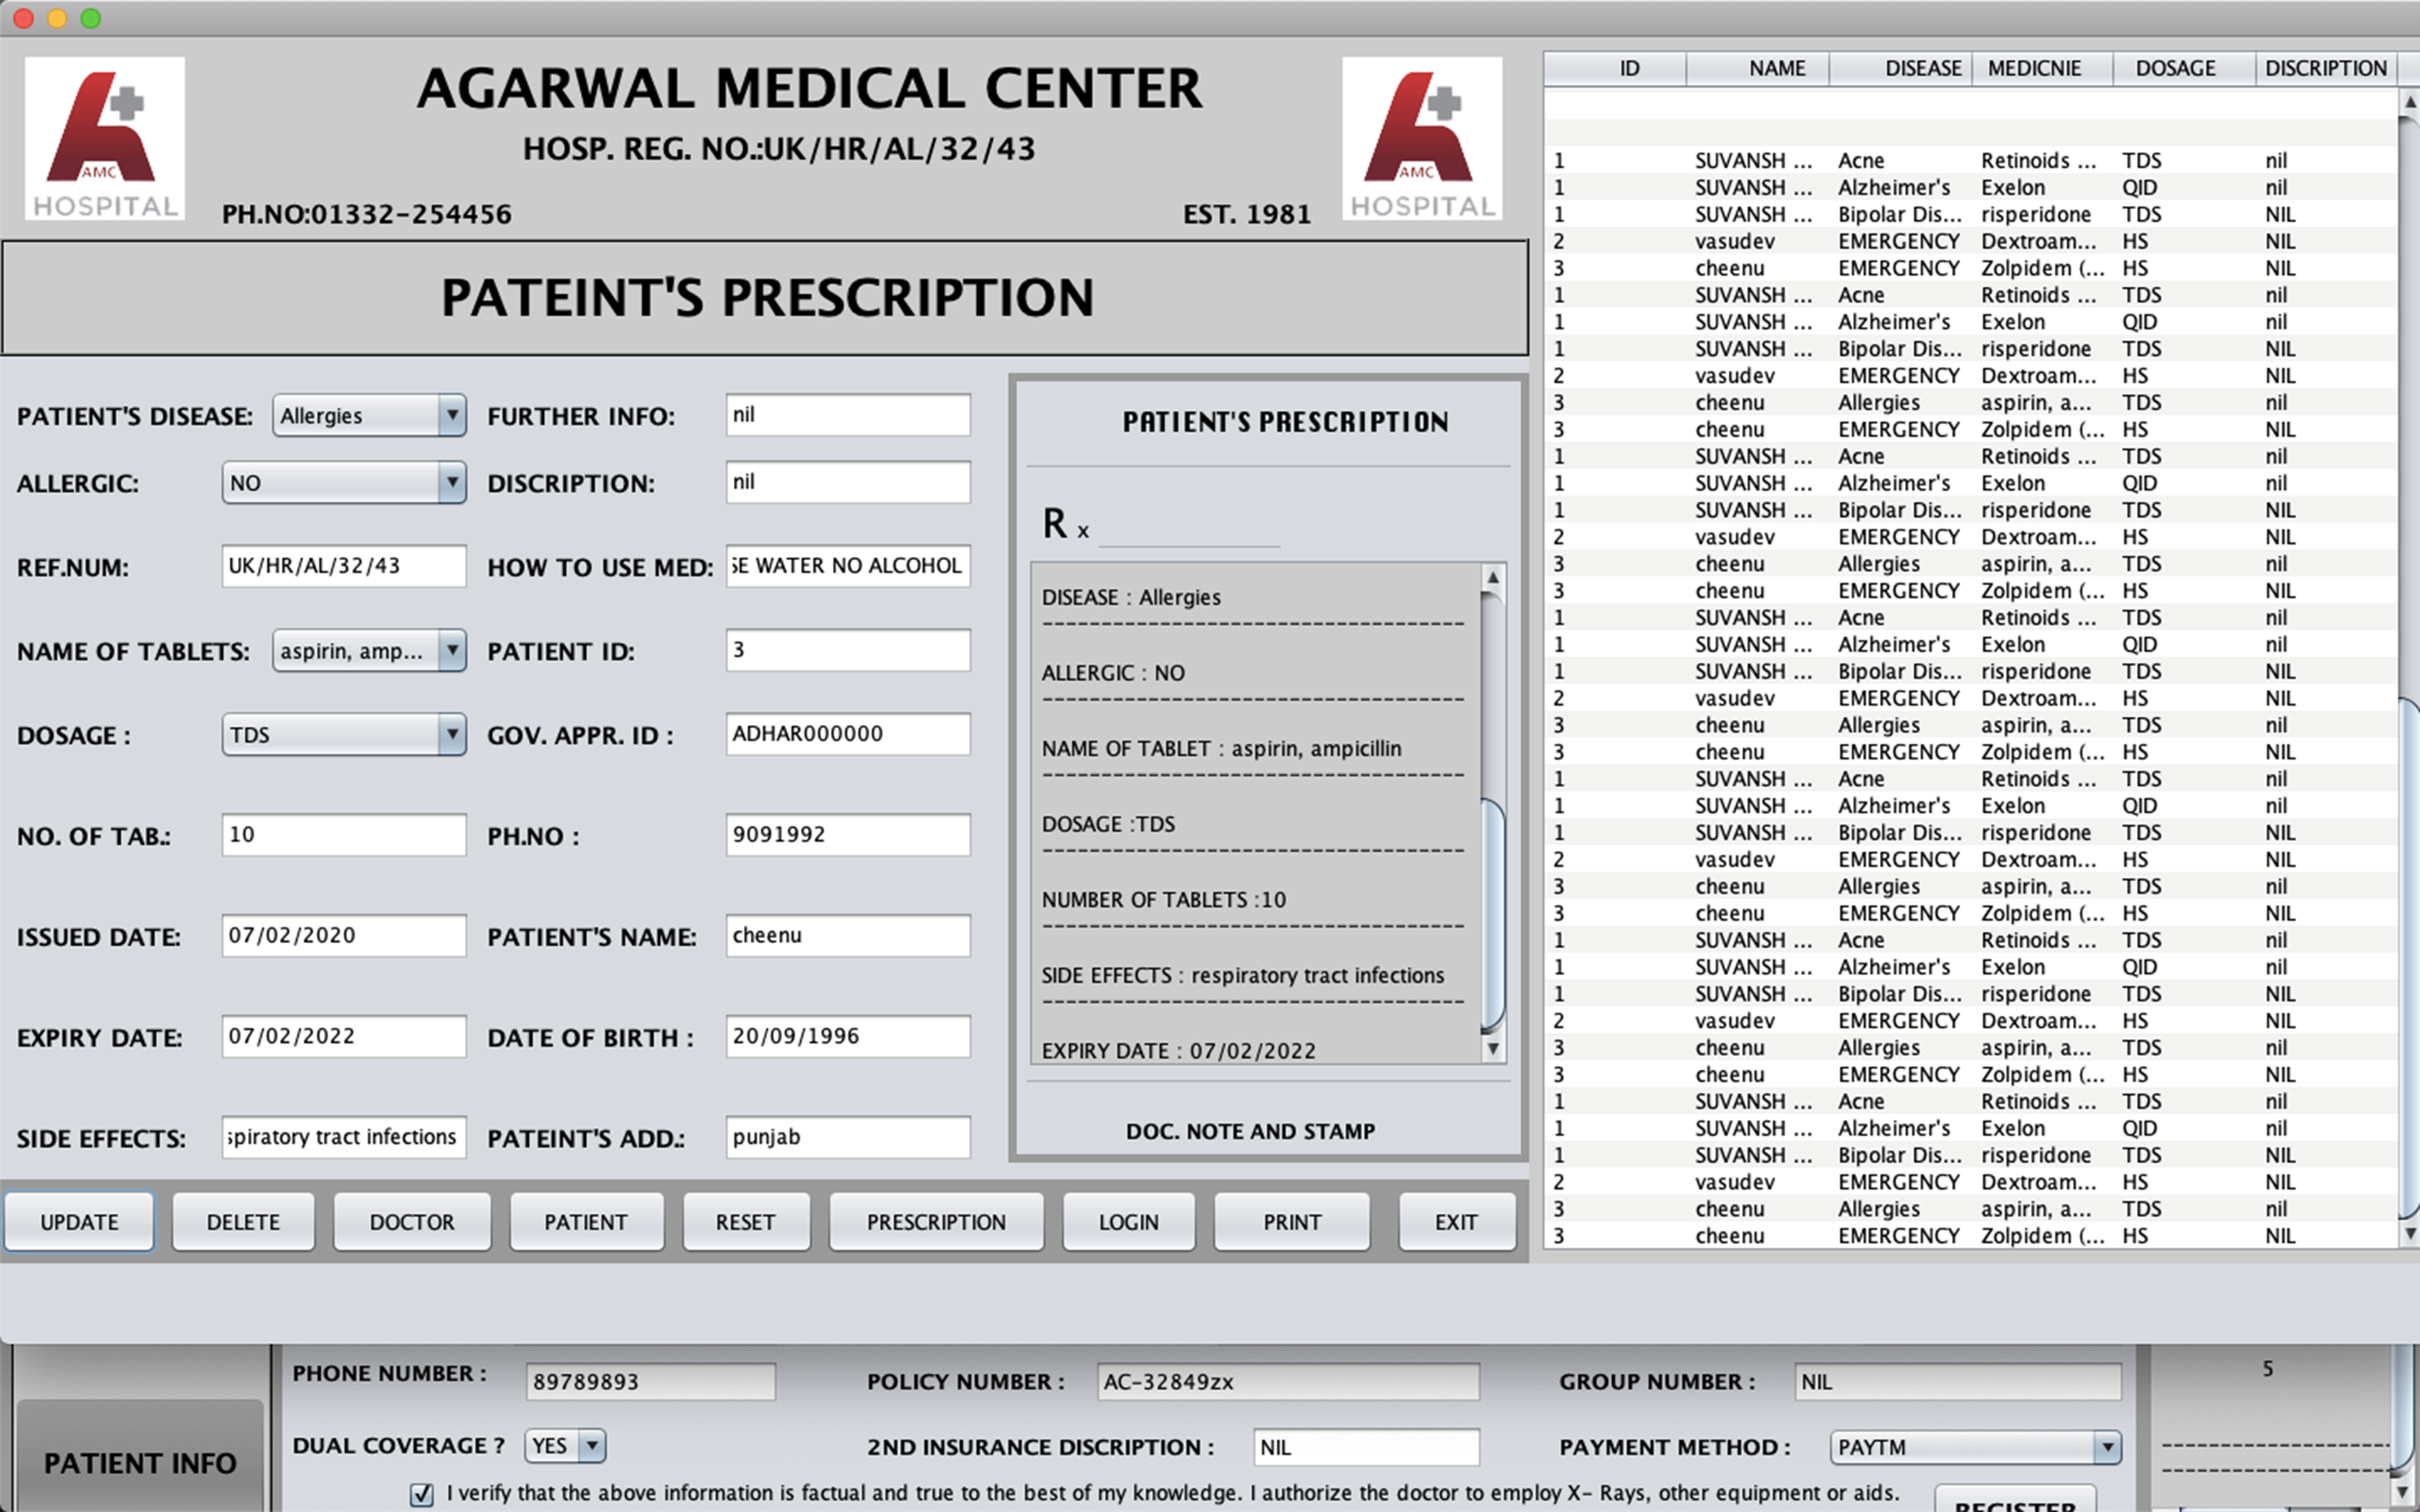 AGARWAL MEDICAL CENTER
HOSP. REG. NO.:UK/HR/AL/32/43
AMC
HOSPITAL
AMC
HOSPITAL
PH.NO:01332-254456
EST. 1981
PATEINT'S PRESCRIPTION
PATIENT'S DISEASE: Allergies FURTHER INFO: nil
ALLERGIC: NO DISCRIPTION: nil
REF.NUM: UK/HR/AL/32/43 HOW TO USE MED: SE WATER NO ALCOHOL
NAME OF TABLETS: aspirin, amp... PATIENT ID: 3
DOSAGE : TDS GOV. APPR. ID : ADHAR000000
NO. OF TAB.: 10 PH.NO : 9091992
ISSUED DATE: 07/02/2020 PATIENT'S NAME: cheenu
EXPIRY DATE: 07/02/2022 DATE OF BIRTH : 20/09/1996
SIDE EFFECTS: spiratory tract infections PATEINT'S ADD.: punjab
PATIENT'S PRESCRIPTION
R x
DISEASE : Allergies
ALLERGIC : NO
NAME OF TABLET : aspirin, ampicillin
DOSAGE :TDS
NUMBER OF TABLETS :10
SIDE EFFECTS : respiratory tract infections
EXPIRY DATE : 07/02/2022
DOC. NOTE AND STAMP
UPDATE DELETE DOCTOR PATIENT RESET PRESCRIPTION LOGIN PRINT EXIT
ID NAME DISEASE MEDICNIE DOSAGE DISCRIPTION
1 SUVANSH ... Acne Retinoids ... TDS nil
1 SUVANSH ... Alzheimer's Exelon QID nil
1 SUVANSH ... Bipolar Dis... risperidone TDS NIL
2 vasudev EMERGENCY Dextroam... HS NIL
3 cheenu EMERGENCY Zolpidem (... HS NIL
1 SUVANSH ... Acne Retinoids ... TDS nil
1 SUVANSH ... Alzheimer's Exelon QID nil
1 SUVANSH ... Bipolar Dis... risperidone TDS NIL
2 vasudev EMERGENCY Dextroam... HS NIL
3 cheenu Allergies aspirin, a... TDS nil
3 cheenu EMERGENCY Zolpidem (... HS NIL
1 SUVANSH ... Acne Retinoids ... TDS nil
1 SUVANSH ... Alzheimer's Exelon QID nil
1 SUVANSH ... Bipolar Dis... risperidone TDS NIL
2 vasudev EMERGENCY Dextroam... HS NIL
3 cheenu Allergies aspirin, a... TDS nil
3 cheenu EMERGENCY Zolpidem (... HS NIL
1 SUVANSH ... Acne Retinoids ... TDS nil
1 SUVANSH ... Alzheimer's Exelon QID nil
1 SUVANSH ... Bipolar Dis... risperidone TDS NIL
2 vasudev EMERGENCY Dextroam... HS NIL
3 cheenu Allergies aspirin, a... TDS nil
3 cheenu EMERGENCY Zolpidem (... HS NIL
1 SUVANSH ... Acne Retinoids ... TDS nil
1 SUVANSH ... Alzheimer's Exelon QID nil
1 SUVANSH ... Bipolar Dis... risperidone TDS NIL
2 vasudev EMERGENCY Dextroam... HS NIL
3 cheenu Allergies aspirin, a... TDS nil
3 cheenu EMERGENCY Zolpidem (... HS NIL
1 SUVANSH ... Acne Retinoids ... TDS nil
1 SUVANSH ... Alzheimer's Exelon QID nil
1 SUVANSH ... Bipolar Dis... risperidone TDS NIL
2 vasudev EMERGENCY Dextroam... HS NIL
3 cheenu Allergies aspirin, a... TDS nil
3 cheenu EMERGENCY Zolpidem (... HS NIL
1 SUVANSH ... Acne Retinoids ... TDS nil
1 SUVANSH ... Alzheimer's Exelon QID nil
1 SUVANSH ... Bipolar Dis... risperidone TDS NIL
2 vasudev EMERGENCY Dextroam... HS NIL
3 cheenu Allergies aspirin, a... TDS nil
3 cheenu EMERGENCY Zolpidem (... HS NIL
PHONE NUMBER : 89789893 POLICY NUMBER : AC-32849zx GROUP NUMBER : NIL
5
DUAL COVERAGE ? YES 2ND INSURANCE DISCRIPTION : NIL PAYMENT METHOD : PAYTM
PATIENT INFO
I verify that the above information is factual and true to the best of my knowledge. I authorize the doctor to employ X- Rays, other equipment or aids.
REGISTER